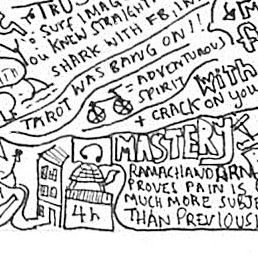 TRUS
SURF IMAG
OU KNEW STRAIGHT
SHARK WITH F.B. IN
TAROT WAS BANG ON!!
= ADVENTUROUS
SPIRIT
+ CRACK ON
with
you
MASTERY
RAMACHANDRAN
PROVES PAIN IS
MUCH MORE SUBJE
THAN PREVIOUS
4h